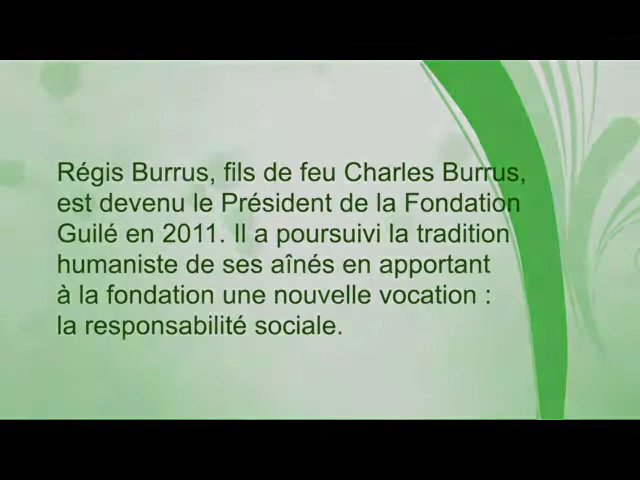 Régis Burrus, fils de feu Charles Burrus,
est devenu le Président de la Fondation
Guilé en 2011. Il a poursuivi la tradition
humaniste de ses aînés en apportant
à la fondation une nouvelle vocation :
la responsabilité sociale.